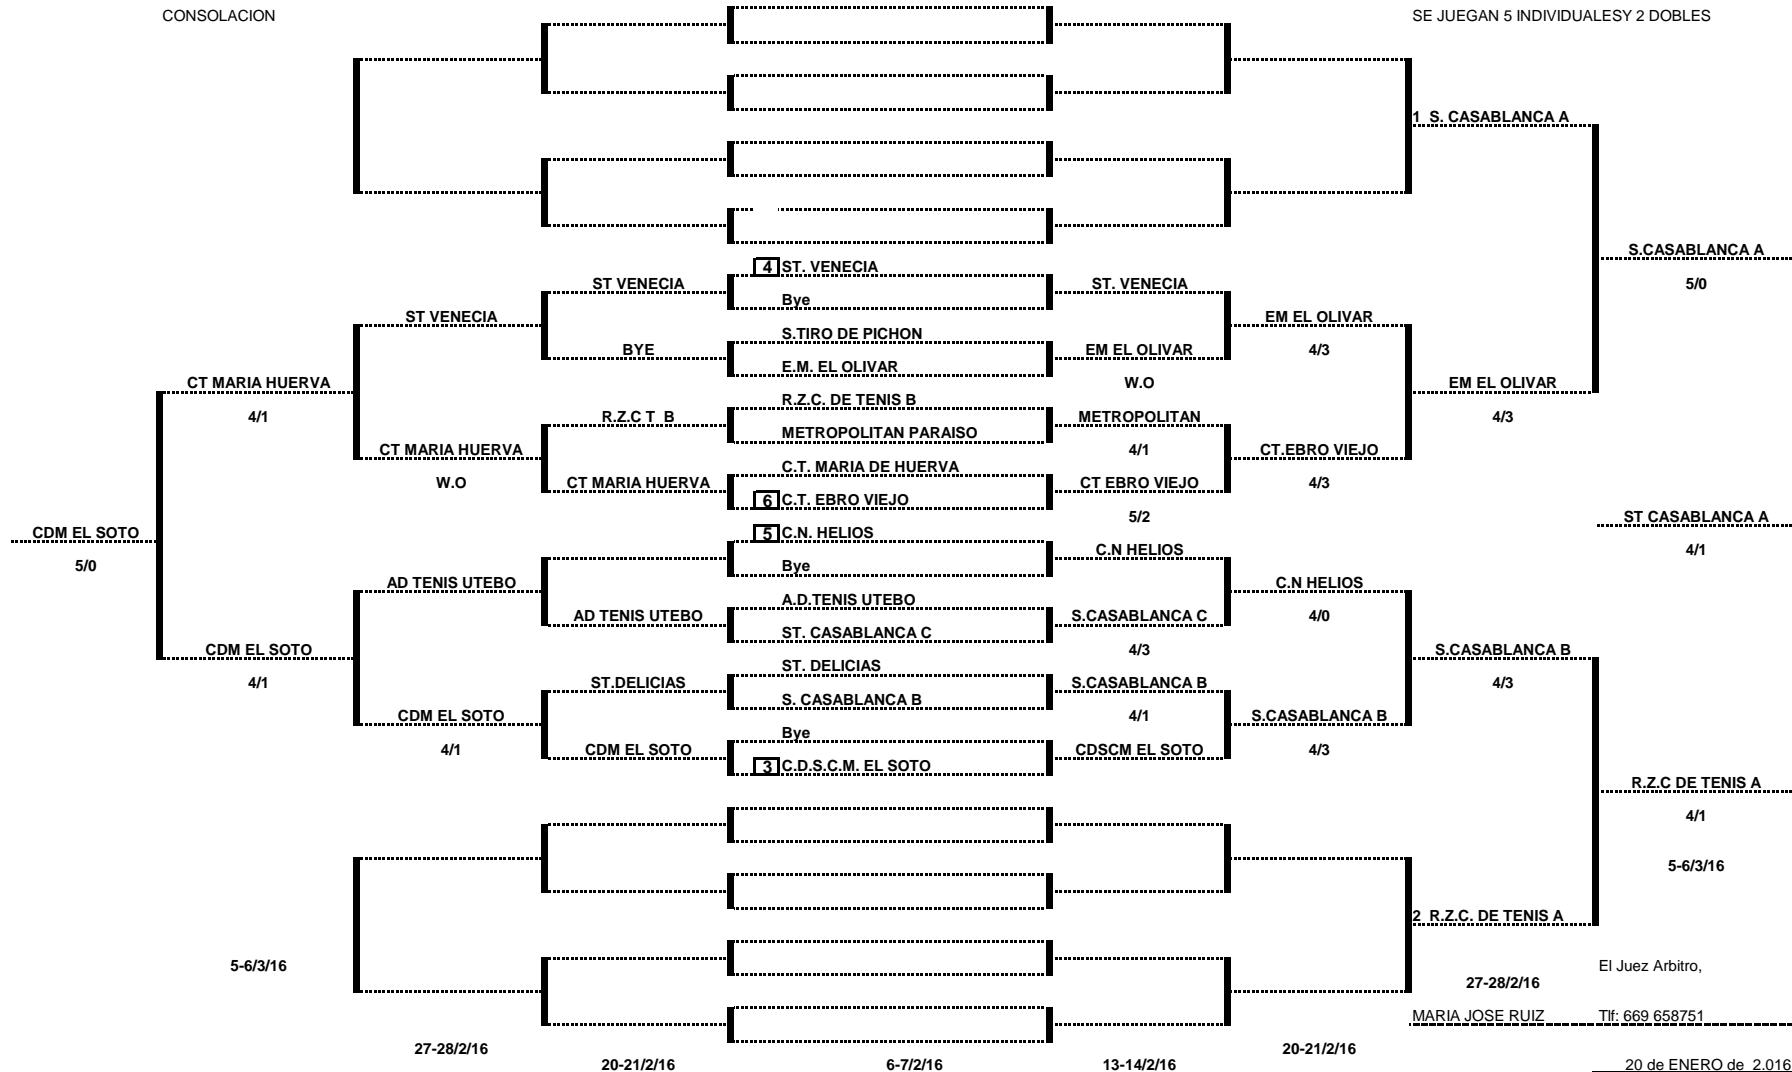 CONSOLACION
SE JUEGAN 5 INDIVIDUALESY 2 DOBLES
1 S. CASABLANCA A
S.CASABLANCA A
4 ST. VENECIA
ST VENECIA
ST. VENECIA
5/0
Bye
ST VENECIA
EM EL OLIVAR
S.TIRO DE PICHON
BYE
EM EL OLIVAR
4/3
E.M. EL OLIVAR
CT MARIA HUERVA
W.O
EM EL OLIVAR
R.Z.C. DE TENIS B
4/1
R.Z.C T B
METROPOLITAN
4/3
METROPOLITAN PARAISO
CT MARIA HUERVA
4/1
CT.EBRO VIEJO
C.T. MARIA DE HUERVA
W.O
CT MARIA HUERVA
CT EBRO VIEJO
4/3
6 C.T. EBRO VIEJO
5/2
ST CASABLANCA A
CDM EL SOTO
5 C.N. HELIOS
C.N HELIOS
4/1
5/0
Bye
AD TENIS UTEBO
C.N HELIOS
A.D.TENIS UTEBO
AD TENIS UTEBO
S.CASABLANCA C
4/0
ST. CASABLANCA C
CDM EL SOTO
4/3
S.CASABLANCA B
ST. DELICIAS
4/1
ST.DELICIAS
S.CASABLANCA B
4/3
S. CASABLANCA B
CDM EL SOTO
4/1
S.CASABLANCA B
Bye
4/1
CDM EL SOTO
CDSCM EL SOTO
4/3
3 C.D.S.C.M. EL SOTO
R.Z.C DE TENIS A
4/1
5-6/3/16
2 R.Z.C. DE TENIS A
5-6/3/16
El Juez Arbitro,
27-28/2/16
MARIA JOSE RUIZ Tlf: 669 658751
27-28/2/16
20-21/2/16
20-21/2/16
6-7/2/16
13-14/2/16
20 de ENERO de 2.016